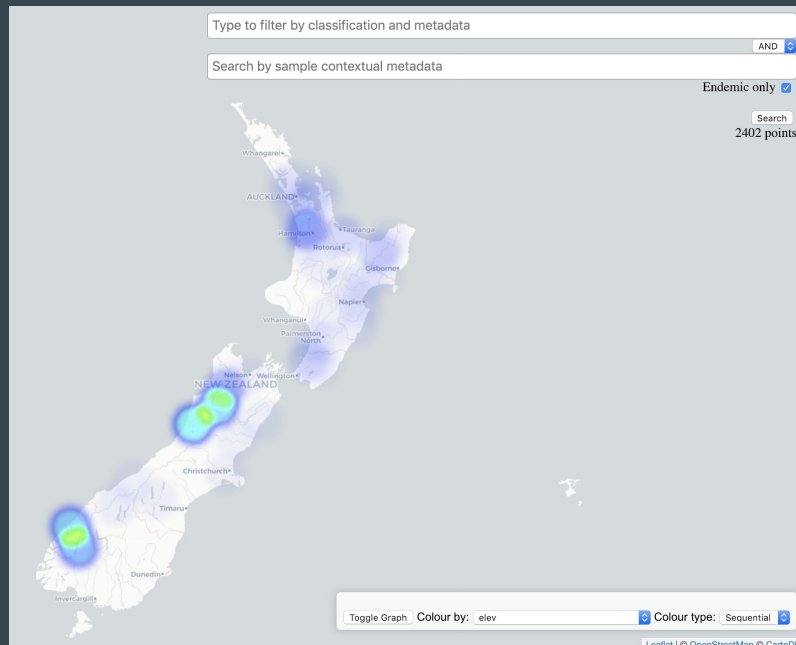 Type to filter by classification and metadata
AND
Search by sample contextual metadata
Endemic only
Search
2402 points
Whangarei
AUCKLAND
Hamilton
Tauranga
Rotorua
Gisborne
Napier
Whanganui
Palmerston
North
Nelson
Wellington
NEW ZEALAND
Christchurch
Timaru
Dunedin
Invercargill
Toggle Graph Colour by: elev Colour type: Sequential
Leaflet | © OpenStreetMap © CartoDB